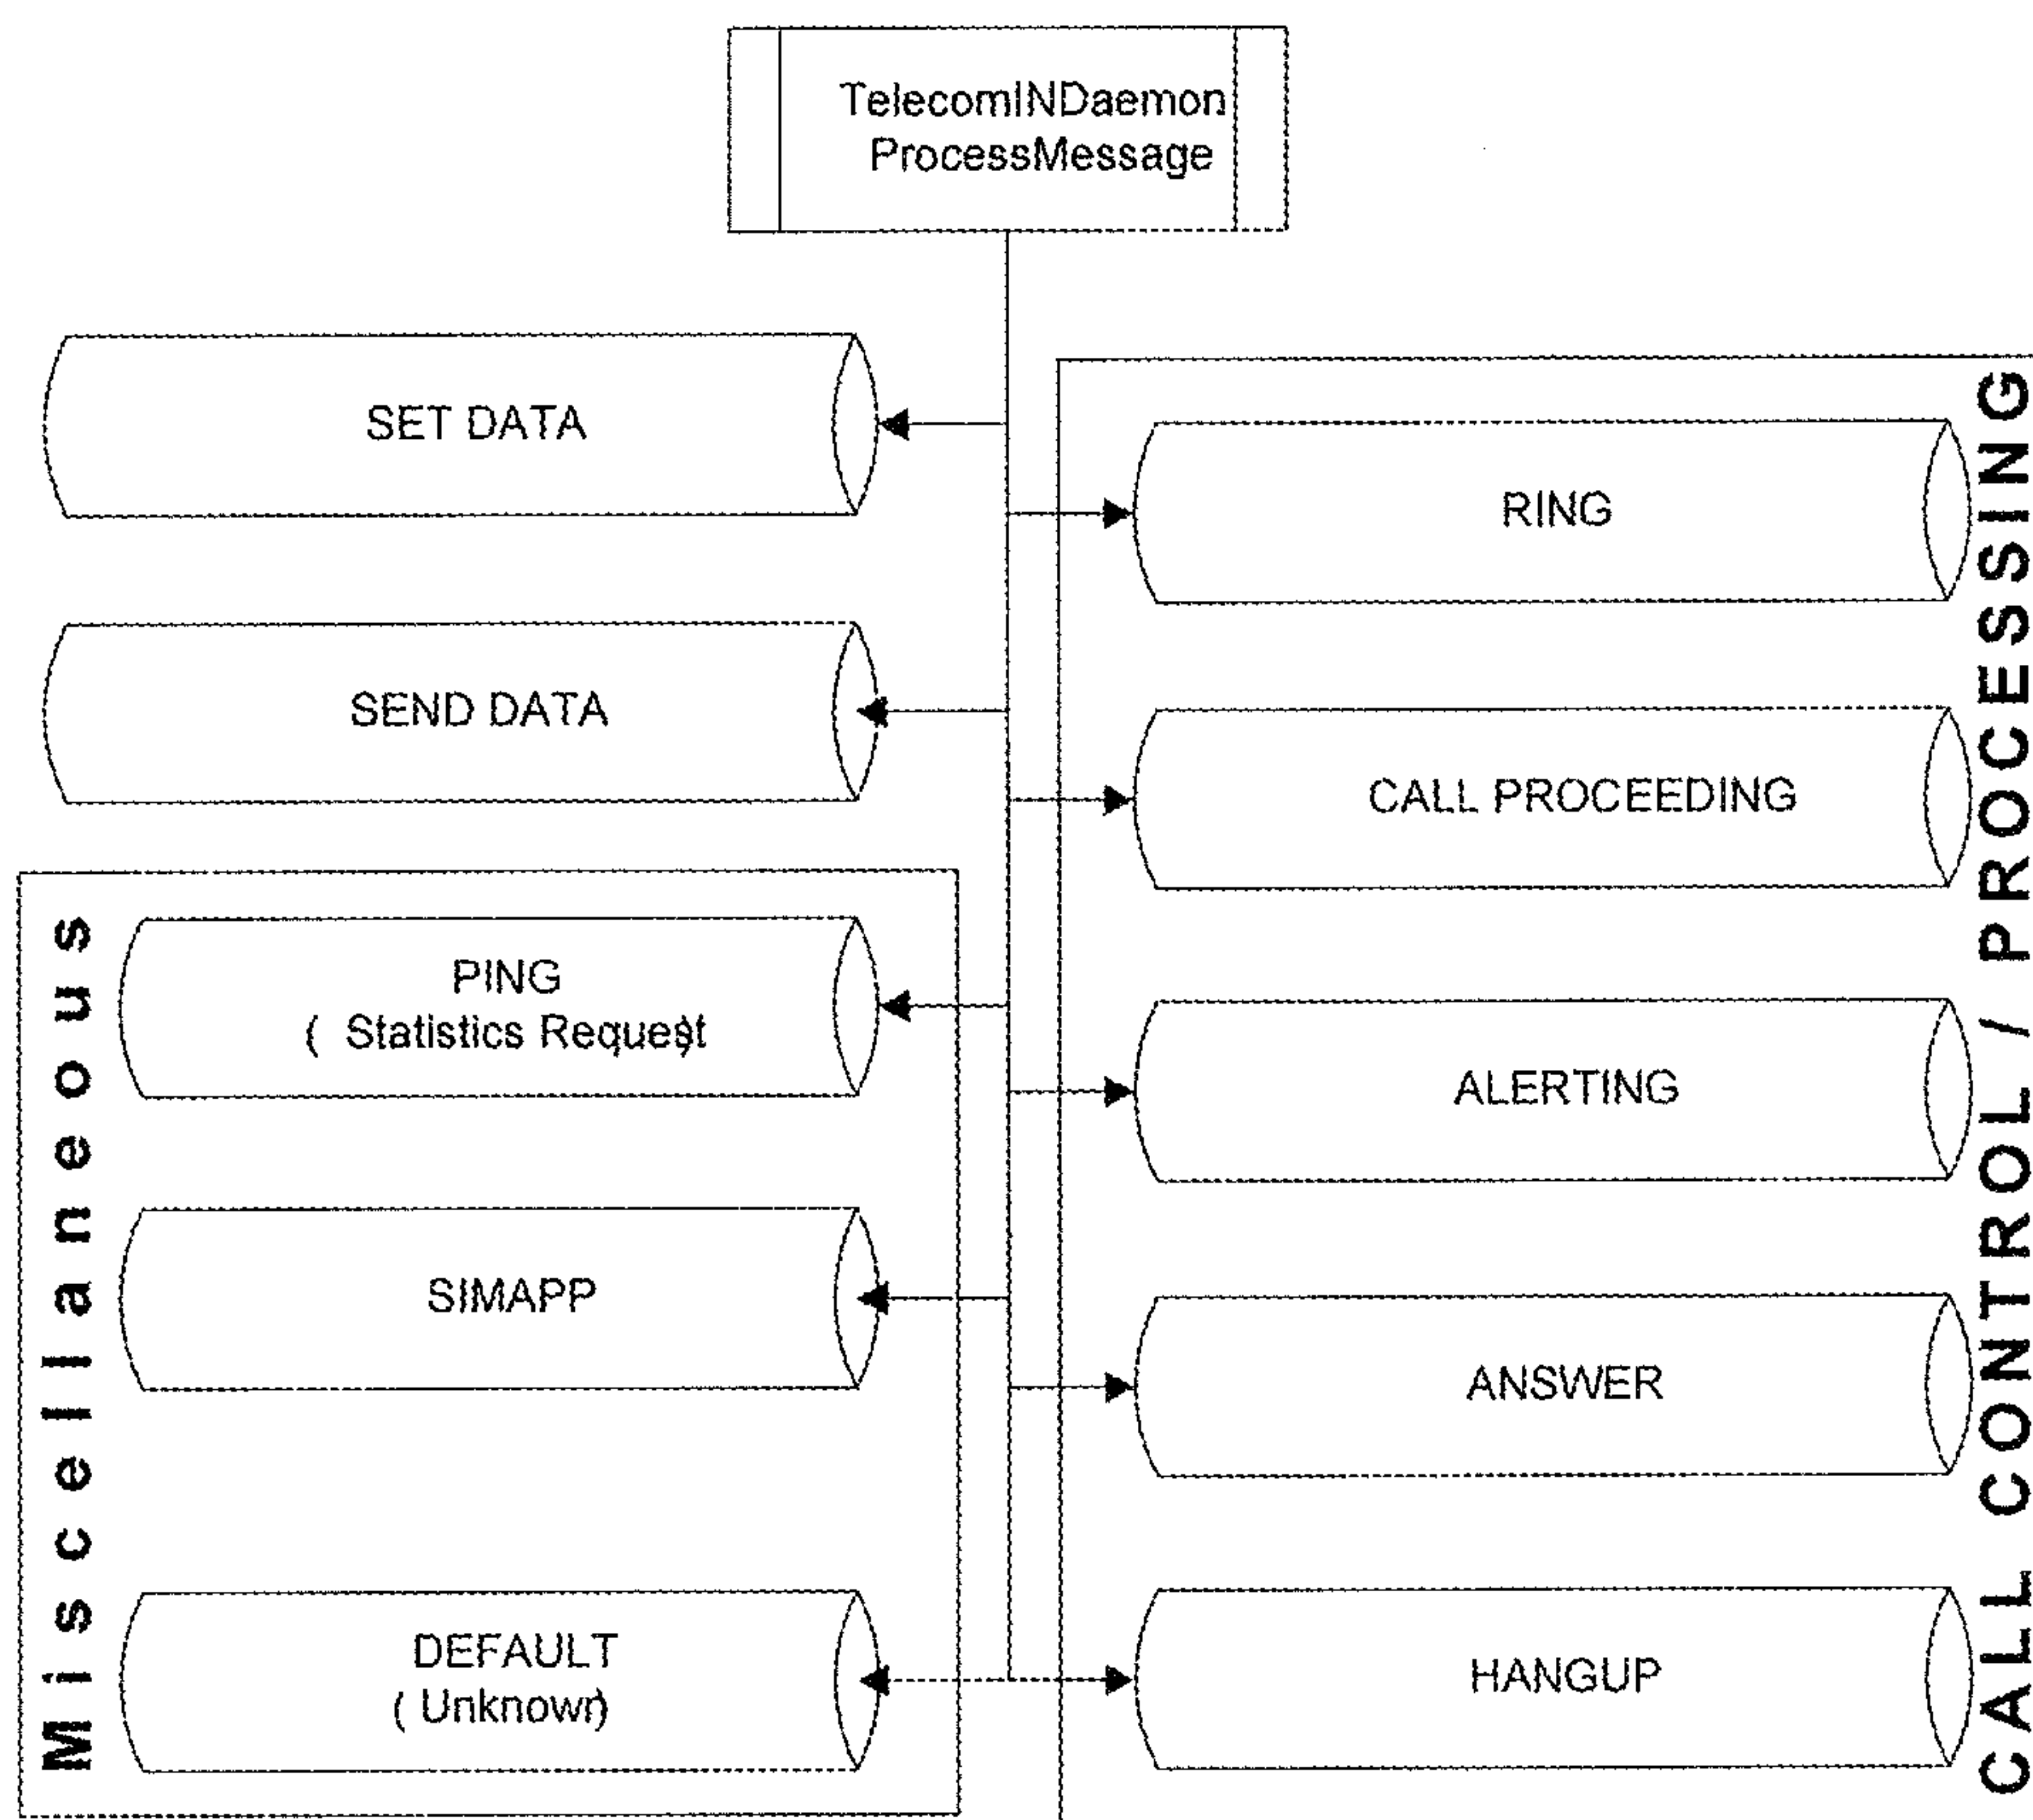 TelecomINDaemon
ProcessMessage
SET DATA
SEND DATA
Miscellaneous
PING
( Statistics Request)
SIMAPP
DEFAULT
( Unknown)
CALL CONTROL / PROCESSING
RING
CALL PROCEEDING
ALERTING
ANSWER
HANGUP